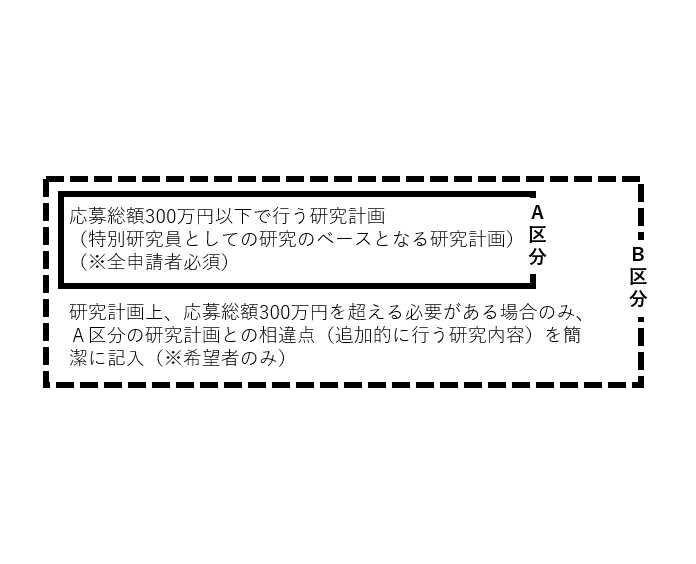 応募総額300万円以下で行う研究計画
（特別研究員としての研究のベースとなる研究計画）
（※全申請者必須）
A区分
研究計画上、応募総額300万円を超える必要がある場合のみ、
Ａ区分の研究計画との相違点（追加的に行う研究内容）を簡
潔に記入（※希望者のみ）
B区分